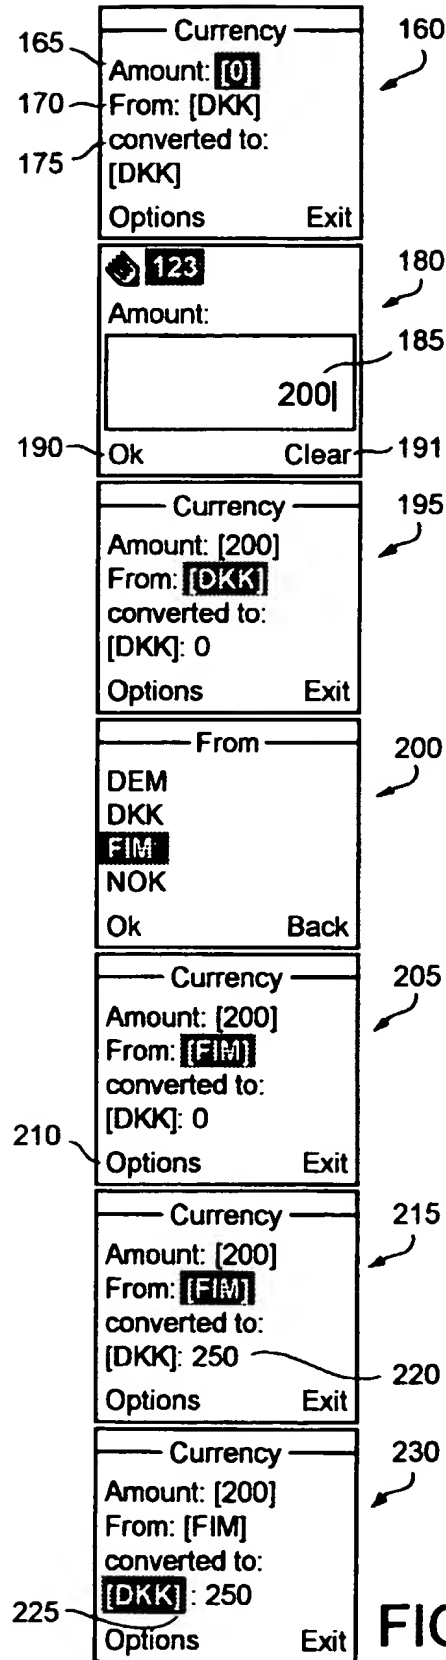 Currency
165 Amount: [0] 160
170 From: [DKK]
175 converted to:
[DKK]
Options Exit
123 180
Amount:
185
200
190 Ok Clear 191
Currency 195
Amount: [200]
From: [DKK]
converted to:
[DKK]: 0
Options Exit
From 200
DEM
DKK
FIM
NOK
Ok Back
Currency 205
Amount: [200]
From: [FIM]
converted to:
[DKK]: 0
210 Options Exit
Currency 215
Amount: [200]
From: [FIM]
converted to:
[DKK]: 250 220
Options Exit
Currency 230
Amount: [200]
From: [FIM]
converted to:
[DKK] : 250
225 Options Exit